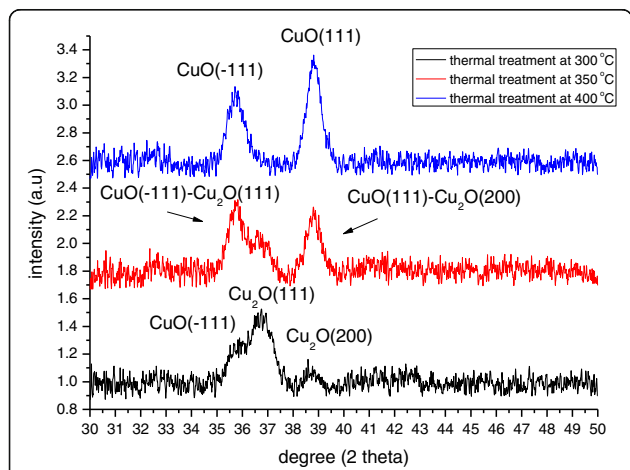 CuO(111)
CuO(-111)
thermal treatment at 300 °C
thermal treatment at 350 °C
thermal treatment at 400 °C
CuO(-111)-Cu₂O(111)
CuO(111)-Cu₂O(200)
Cu₂O(111)
CuO(-111)
Cu₂O(200)
intensity (a.u)
3.4
3.2
3.0
2.8
2.6
2.4
2.2
2.0
1.8
1.6
1.4
1.2
1.0
0.8
30 31 32 33 34 35 36 37 38 39 40 41 42 43 44 45 46 47 48 49 50
degree (2 theta)